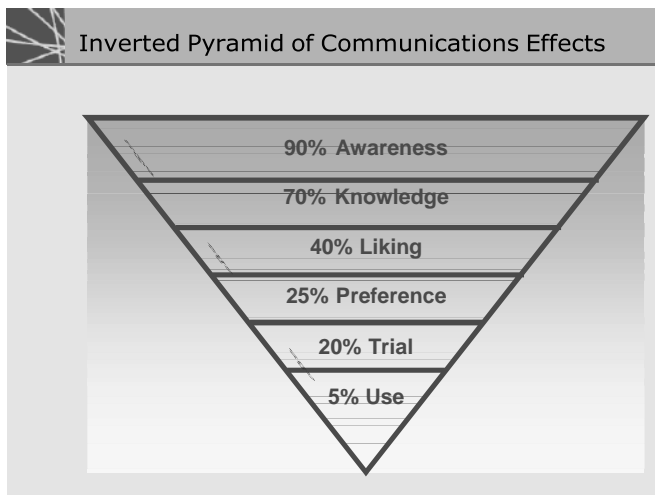 Inverted Pyramid of Communications Effects
90% Awareness
70% Knowledge
40% Liking
25% Preference
20% Trial
5% Use